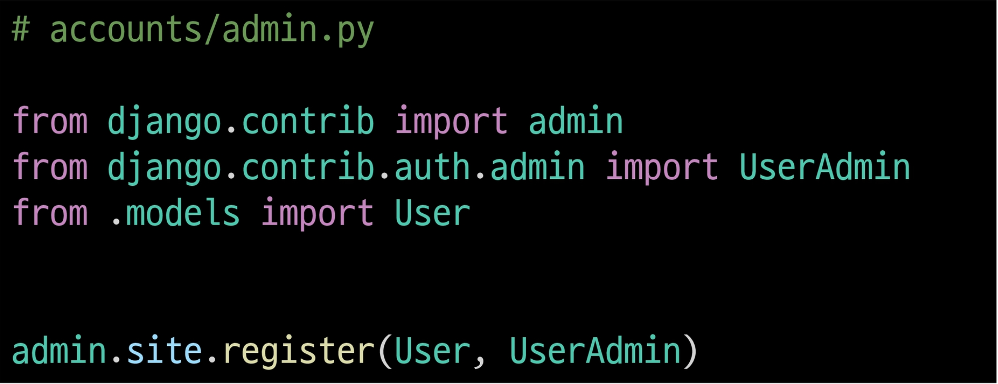 # accounts/admin.py
from django.contrib import admin
from django.contrib.auth.admin import UserAdmin
from .models import User
admin.site.register(User, UserAdmin)